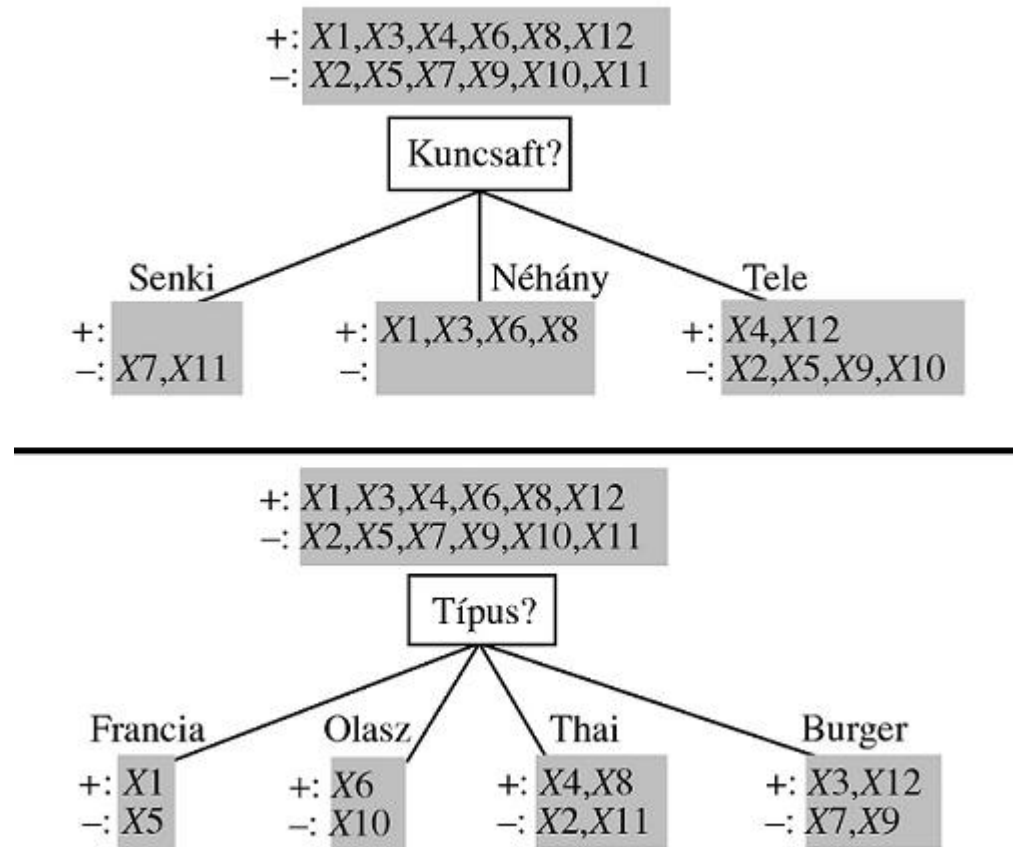 +: X1,X3,X4,X6,X8,X12
–: X2,X5,X7,X9,X10,X11
Kuncsaft?
Senki Néhány Tele
+: +: X1,X3,X6,X8 +: X4,X12
–: X7,X11 –: –: X2,X5,X9,X10
+: X1,X3,X4,X6,X8,X12
–: X2,X5,X7,X9,X10,X11
Típus?
Francia Olasz Thai Burger
+: X1 +: X6 +: X4,X8 +: X3,X12
–: X5 –: X10 –: X2,X11 –: X7,X9